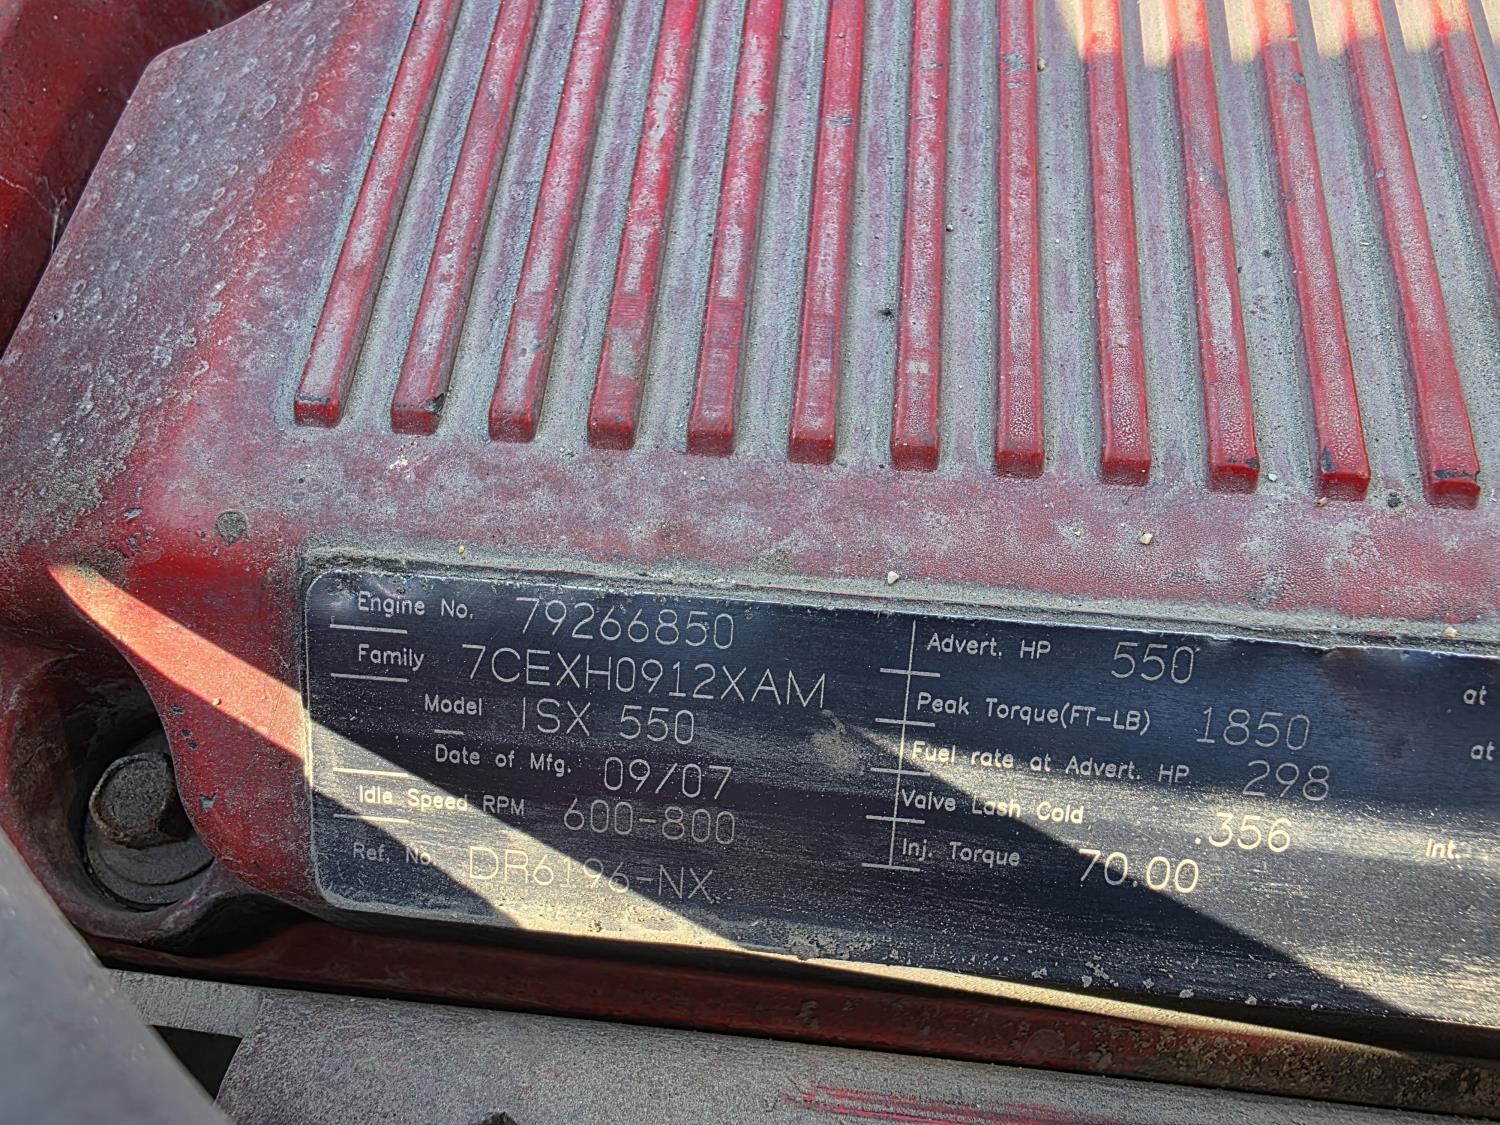 Engine No. 79266850
Family 7CEXH0912XAM
Model ISX 550
Date of Mfg. 09/07
Idle Speed RPM 600-800
Ref. No. DR6196-NX
Advert. HP 550 at
Peak Torque(FT-LB) 1850 at
Fuel rate at Advert. HP 298
Valve Lash Cold .356 Int.
Inj. Torque 70.00